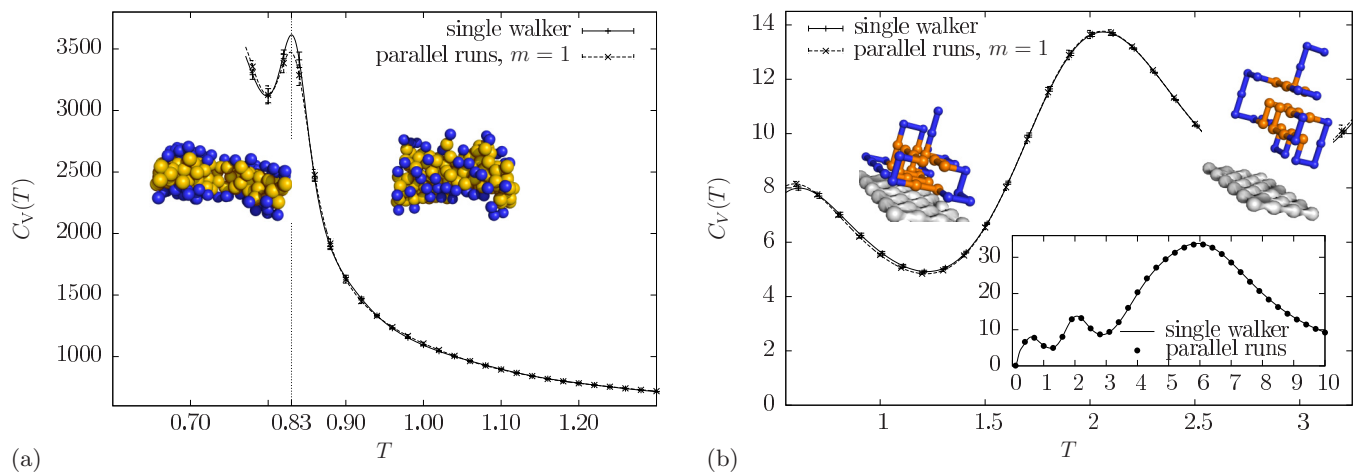 single walker
parallel runs, m = 1
3500
3000
2500
2000
1500
1000
C_V(T)
0.70
0.83
0.90
1.00
1.10
1.20
T
(a)
single walker
parallel runs, m = 1
14
12
10
8
6
4
2
0
C_V(T)
1
1.5
2
2.5
3
T
30
20
10
0
single walker
parallel runs
0 1 2 3 4 5 6 7 8 9 10
(b)